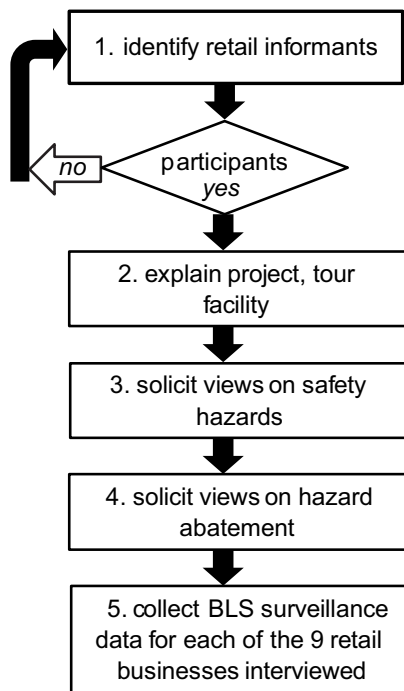 1. identify retail informants
participants
no
yes
2. explain project, tour
facility
3. solicit views on safety
hazards
4. solicit views on hazard
abatement
5. collect BLS surveillance
data for each of the 9 retail
businesses interviewed